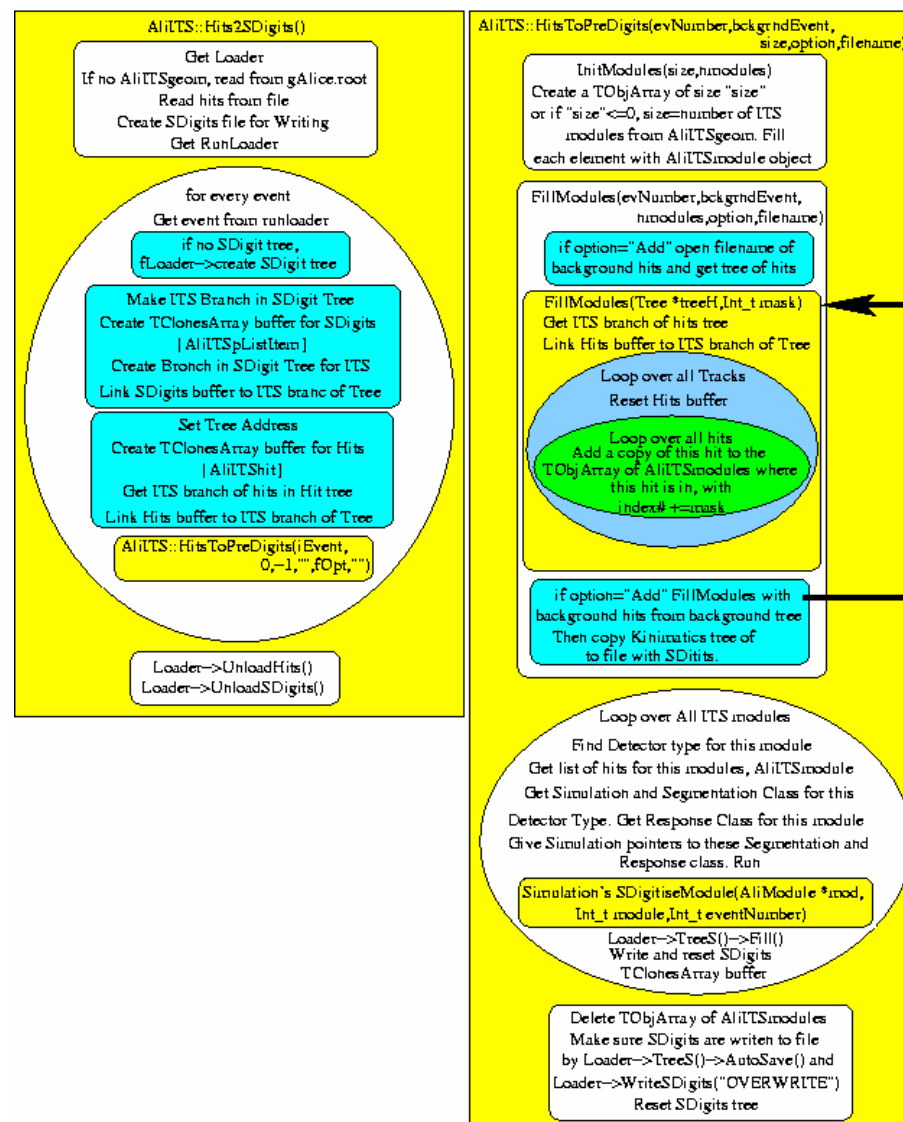 AliITS::Hits2SDigits()
Get Loader
If no AliITSgeom, read from gAlice.root
Read hits from file
Create SDigits file for Writing
Get RunLoader
for every event
Get event from runloader
if no SDigit tree,
fLoader->create SDigit tree
Make ITS Branch in SDigit Tree
Create TClonesArray buffer for SDigits
[AliITSpListItem]
Create Bronch in SDigit Tree for ITS
Link SDigits buffer to ITS branc of Tree
Set Tree Address
Create TClonesArray buffer for Hits
[AliITShit]
Get ITS branch of hits in Hit tree
Link Hits buffer to ITS branch of Tree
AliITS::HitsToPreDigits(iEvent,
0,-1,"",fOpt,"")
Loader->UnloadHits()
Loader->UnloadSDigits()
AliITS::HitsToPreDigits(evNumber,bckgrndEvent,
size,option,filename)
InitModules(size,nmodules)
Create a TObjArray of size "size"
or if "size"<=0, size=number of ITS
modules from AliITSgeom. Fill
each element with AliITSmodule object
FillModules(evNumber,bckgrndEvent,
nmodules,option,filename)
if option="Add" open filename of
background hits and get tree of hits
FillModules(Tree *treeH,Int_t mask)
Get ITS branch of hits tree
Link Hits buffer to ITS branch of Tree
Loop over all Tracks
Reset Hits buffer
Loop over all hits
Add a copy of this hit to the
TObjArray of AliITSmodules where
this hit is in, with
index# +=mask
if option="Add" FillModules with
background hits from background tree
Then copy Kinimatics tree of
to file with SDitits.
Loop over All ITS modules
Find Detector type for this module
Get list of hits for this modules, AliITSmodule
Get Simulation and Segmentation Class for this
Detector Type. Get Response Class for this module
Give Simulation pointers to these Segmentation and
Response class. Run
Simulation's SDigitiseModule(AliModule *mod,
Int_t module,Int_t eventNumber)
Loader->TreeS()->Fill()
Write and reset SDigits
TClonesArray buffer
Delete TObjArray of AliITSmodules
Make sure SDigits are writen to file
by Loader->TreeS()->AutoSave() and
Loader->WriteSDigits("OVERWRITE")
Reset SDigits tree